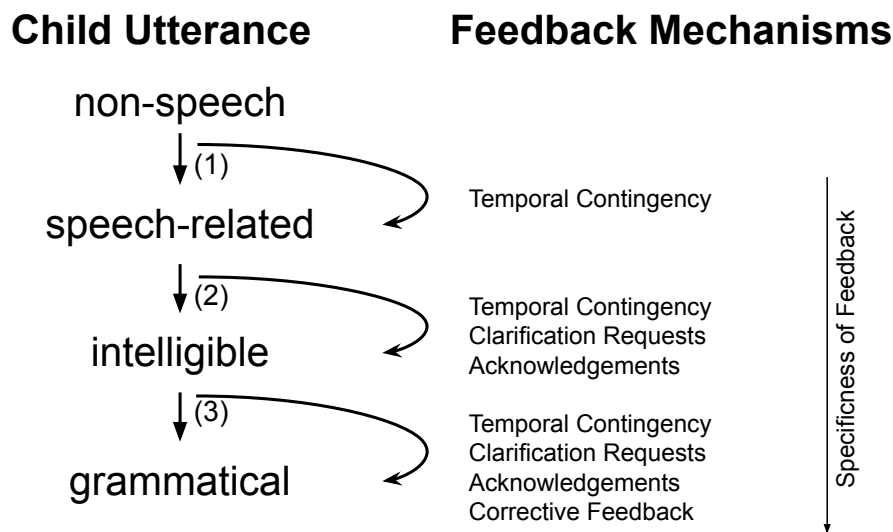 Child Utterance
Feedback Mechanisms
non-speech
(1)
Temporal Contingency
speech-related
(2)
Temporal Contingency
Clarification Requests
Acknowledgements
intelligible
(3)
Temporal Contingency
Clarification Requests
Acknowledgements
Corrective Feedback
grammatical
Specificness of Feedback